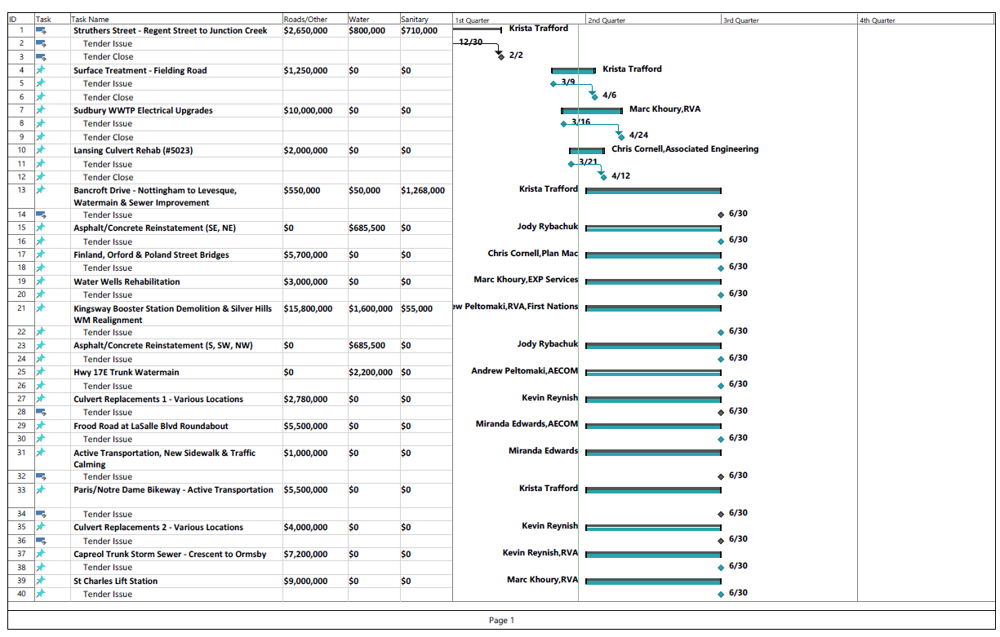 ID Task Task Name Roads/Other Water Sanitary 1st Quarter 2nd Quarter 3rd Quarter 4th Quarter
1 Struthers Street - Regent Street to Junction Creek $2,650,000 $800,000 $710,000 Krista Trafford
2 Tender Issue 12/30
3 Tender Close 2/2
4 Surface Treatment - Fielding Road $1,250,000 $0 $0 Krista Trafford
5 Tender Issue 3/9
6 Tender Close 4/6
7 Sudbury WWTP Electrical Upgrades $10,000,000 $0 $0 Marc Khoury,RVA
8 Tender Issue 3/16
9 Tender Close 4/24
10 Lansing Culvert Rehab (#5023) $2,000,000 $0 $0 Chris Cornell,Associated Engineering
11 Tender Issue 3/21
12 Tender Close 4/12
13 Bancroft Drive - Nottingham to Levesque, $550,000 $50,000 $1,268,000 Krista Trafford
Watermain & Sewer Improvement
14 Tender Issue 6/30
15 Asphalt/Concrete Reinstatement (SE, NE) $0 $685,500 $0 Jody Rybachuk
16 Tender Issue 6/30
17 Finland, Orford & Poland Street Bridges $5,700,000 $0 $0 Chris Cornell,Plan Mac
18 Tender Issue 6/30
19 Water Wells Rehabilitation $3,000,000 $0 $0 Marc Khoury,EXP Services
20 Tender Issue 6/30
21 Kingsway Booster Station Demolition & Silver Hills $15,800,000 $1,600,000 $55,000 ew Peltomaki,RVA,First Nations
WM Realignment
22 Tender Issue 6/30
23 Asphalt/Concrete Reinstatement (S, SW, NW) $0 $685,500 $0 Jody Rybachuk
24 Tender Issue 6/30
25 Hwy 17E Trunk Watermain $0 $2,200,000 $0 Andrew Peltomaki,AECOM
26 Tender Issue 6/30
27 Culvert Replacements 1 - Various Locations $2,780,000 $0 $0 Kevin Reynish
28 Tender Issue 6/30
29 Frood Road at LaSalle Blvd Roundabout $5,500,000 $0 $0 Miranda Edwards,AECOM
30 Tender Issue 6/30
31 Active Transportation, New Sidewalk & Traffic $1,000,000 $0 $0 Miranda Edwards
Calming
32 Tender Issue 6/30
33 Paris/Notre Dame Bikeway - Active Transportation $5,500,000 $0 $0 Krista Trafford
34 Tender Issue 6/30
35 Culvert Replacements 2 - Various Locations $4,000,000 $0 $0 Kevin Reynish
36 Tender Issue 6/30
37 Capreol Trunk Storm Sewer - Crescent to Ormsby $7,200,000 $0 $0 Kevin Reynish,RVA
38 Tender Issue 6/30
39 St Charles Lift Station $9,000,000 $0 $0 Marc Khoury,RVA
40 Tender Issue 6/30
Page 1